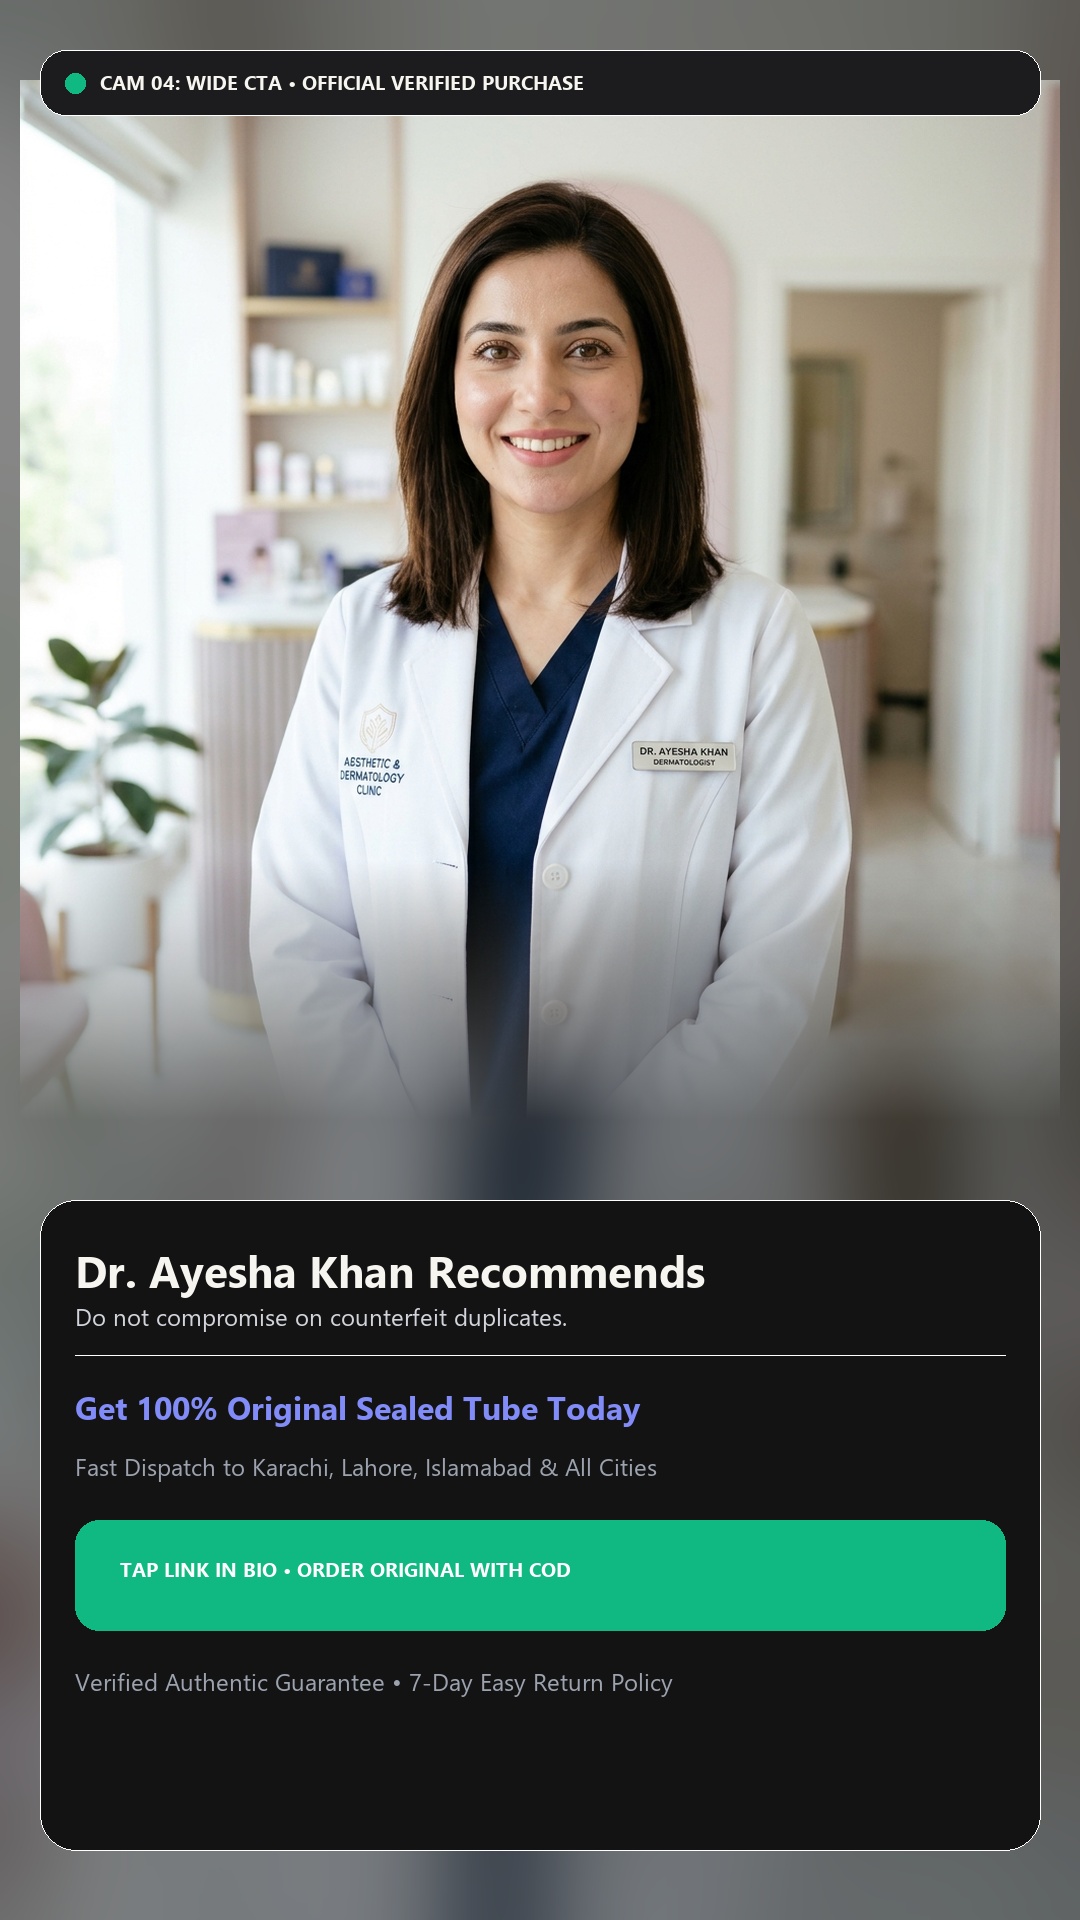 CAM 04: WIDE CTA • OFFICIAL VERIFIED PURCHASE
AESTHETIC &
DERMATOLOGY
CLINIC
DR. AYESHA KHAN
DERMATOLOGIST
Dr. Ayesha Khan Recommends
Do not compromise on counterfeit duplicates.
Get 100% Original Sealed Tube Today
Fast Dispatch to Karachi, Lahore, Islamabad & All Cities
TAP LINK IN BIO • ORDER ORIGINAL WITH COD
Verified Authentic Guarantee • 7-Day Easy Return Policy